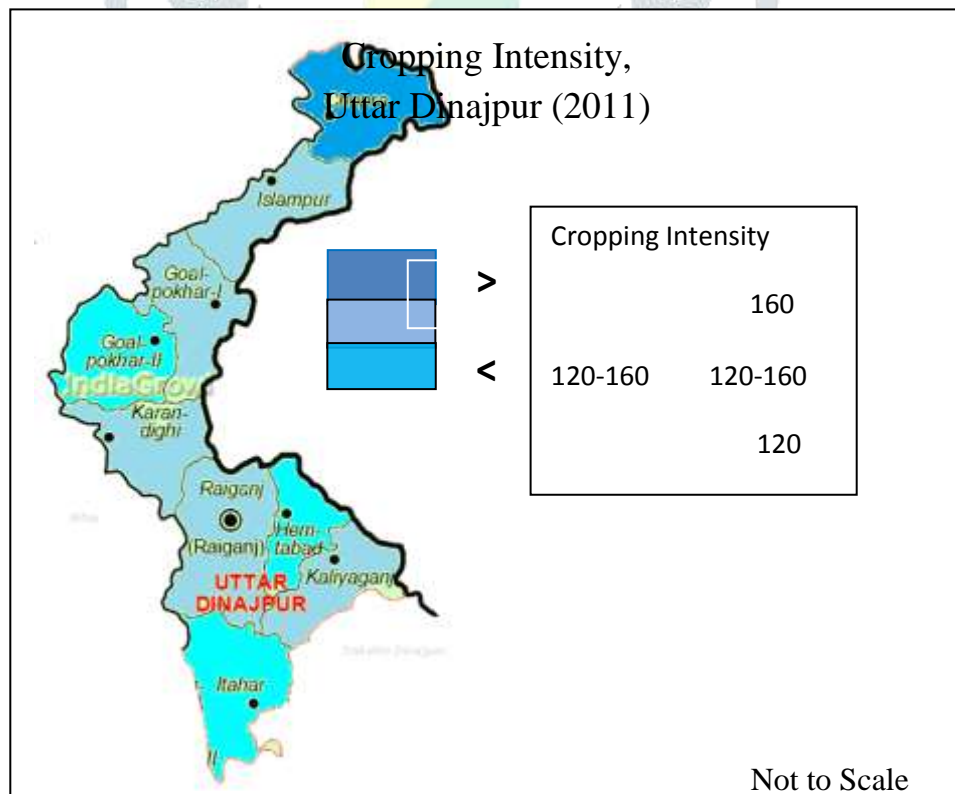 Cropping Intensity,
Uttar Dinajpur (2011)
Islampur
Goal-
pokhar-I
Goal-
pokhar-II
IndiaGrove
Karan-
dighi
Raiganj
(Raiganj)
Hem-
tabad
Kaliyaganj
UTTAR
DINAJPUR
Itahar
>
<
Cropping Intensity
160
120-160 120-160
120
Not to Scale